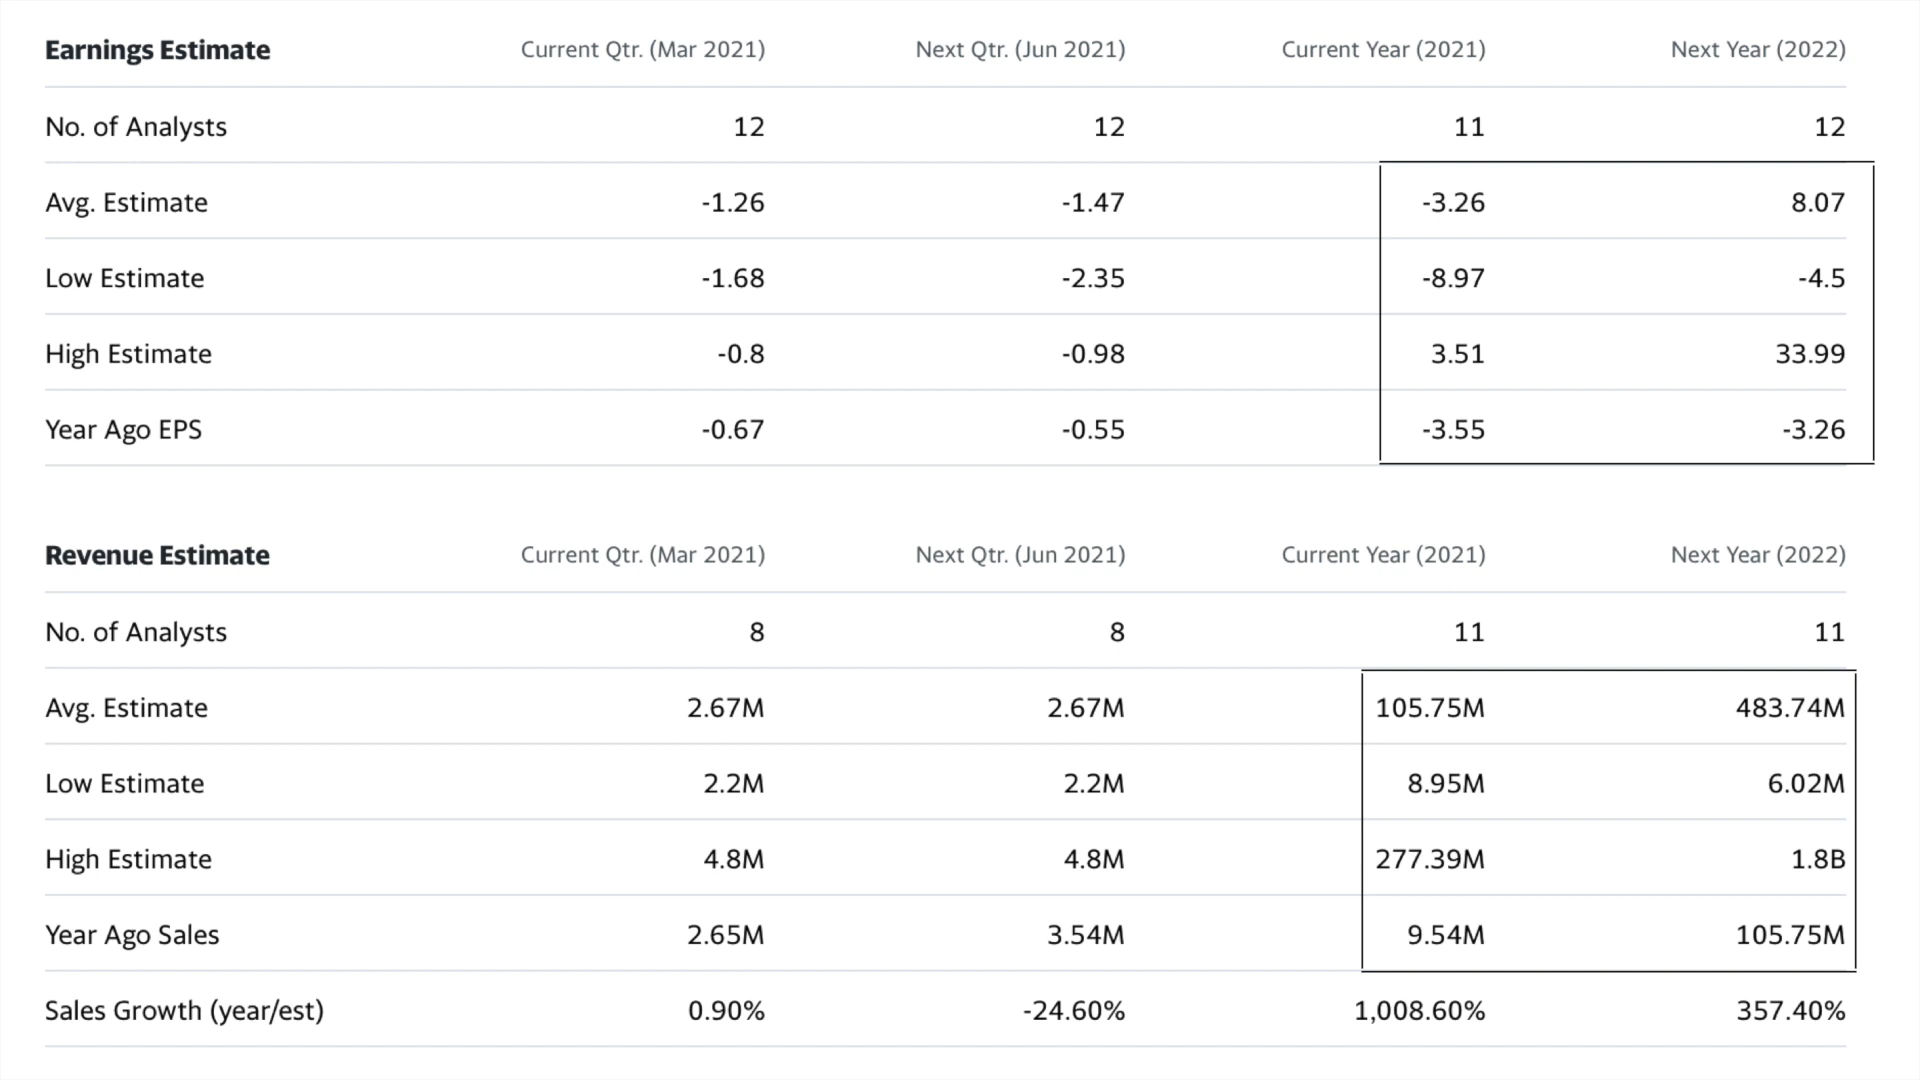 Earnings Estimate Current Qtr. (Mar 2021) Next Qtr. (Jun 2021) Current Year (2021) Next Year (2022)
No. of Analysts 12 12 11 12
Avg. Estimate -1.26 -1.47 -3.26 8.07
Low Estimate -1.68 -2.35 -8.97 -4.5
High Estimate -0.8 -0.98 3.51 33.99
Year Ago EPS -0.67 -0.55 -3.55 -3.26
Revenue Estimate Current Qtr. (Mar 2021) Next Qtr. (Jun 2021) Current Year (2021) Next Year (2022)
No. of Analysts 8 8 11 11
Avg. Estimate 2.67M 2.67M 105.75M 483.74M
Low Estimate 2.2M 2.2M 8.95M 6.02M
High Estimate 4.8M 4.8M 277.39M 1.8B
Year Ago Sales 2.65M 3.54M 9.54M 105.75M
Sales Growth (year/est) 0.90% -24.60% 1,008.60% 357.40%